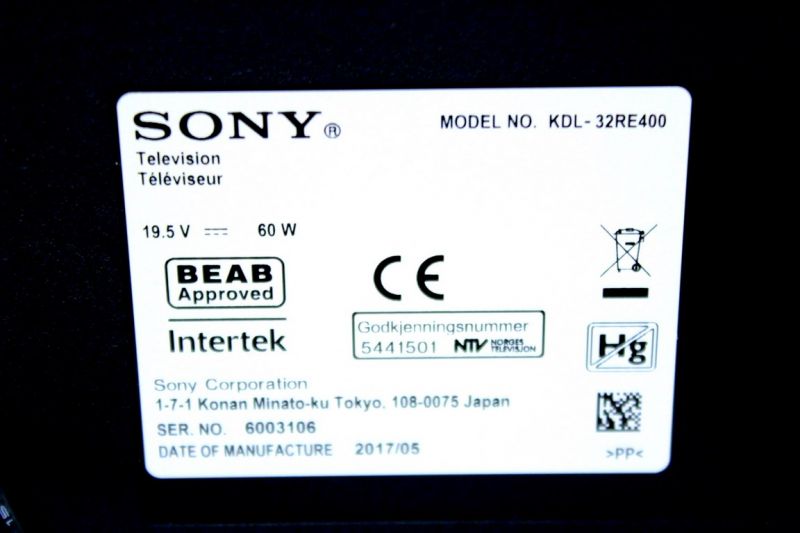 SONY®
MODEL NO. KDL-32RE400
Television
Téléviseur
19.5 V ⎓ 60 W
BEAB
Approved
CE
Intertek
Godkjenningsnummer
5441501 NTV NORGES TELEVISJON
Hg
Sony Corporation
1-7-1 Konan Minato-ku Tokyo, 108-0075 Japan
SER. NO. 6003106
DATE OF MANUFACTURE 2017/05
>PP<